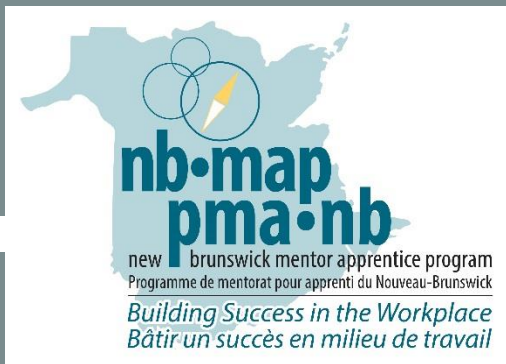 nb•map
pma•nb
new brunswick mentor apprentice program
Programme de mentorat pour apprenti du Nouveau-Brunswick
Building Success in the Workplace
Bâtir un succès en milieu de travail